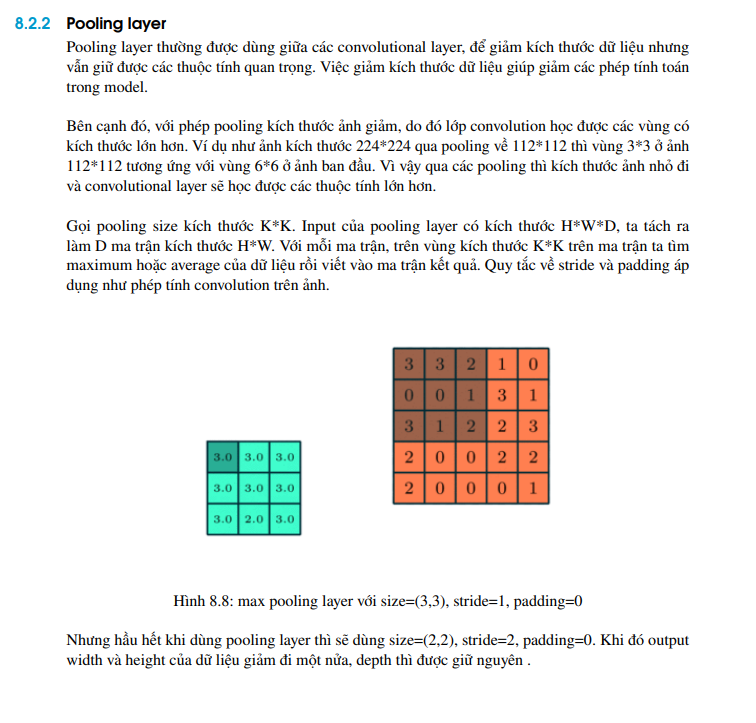 8.2.2 Pooling layer
Pooling layer thường được dùng giữa các convolutional layer, để giảm kích thước dữ liệu nhưng
vẫn giữ được các thuộc tính quan trọng. Việc giảm kích thước dữ liệu giúp giảm các phép tính toán
trong model.
Bên cạnh đó, với phép pooling kích thước ảnh giảm, do đó lớp convolution học được các vùng có
kích thước lớn hơn. Ví dụ như ảnh kích thước 224*224 qua pooling về 112*112 thì vùng 3*3 ở ảnh
112*112 tương ứng với vùng 6*6 ở ảnh ban đầu. Vì vậy qua các pooling thì kích thước ảnh nhỏ đi
và convolutional layer sẽ học được các thuộc tính lớn hơn.
Gọi pooling size kích thước K*K. Input của pooling layer có kích thước H*W*D, ta tách ra
làm D ma trận kích thước H*W. Với mỗi ma trận, trên vùng kích thước K*K trên ma trận ta tìm
maximum hoặc average của dữ liệu rồi viết vào ma trận kết quả. Quy tắc về stride và padding áp
dụng như phép tính convolution trên ảnh.
3.0 3.0 3.0
3.0 3.0 3.0
3.0 2.0 3.0
3 3 2 1 0
0 0 1 3 1
3 1 2 2 3
2 0 0 2 2
2 0 0 0 1
Hình 8.8: max pooling layer với size=(3,3), stride=1, padding=0
Nhưng hầu hết khi dùng pooling layer thì sẽ dùng size=(2,2), stride=2, padding=0. Khi đó output
width và height của dữ liệu giảm đi một nửa, depth thì được giữ nguyên .